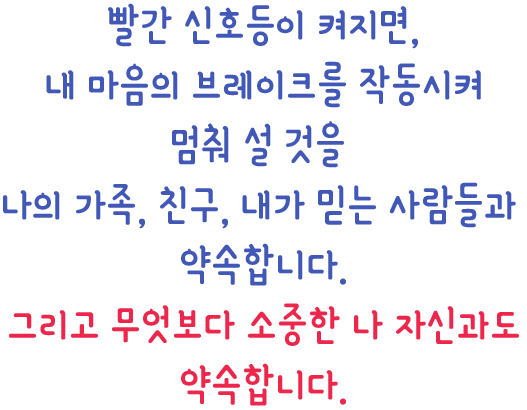 빨간 신호등이 켜지면,
내 마음의 브레이크를 작동시켜
멈춰 설 것을
나의 가족, 친구, 내가 믿는 사람들과
약속합니다.
그리고 무엇보다 소중한 나 자신과도
약속합니다.